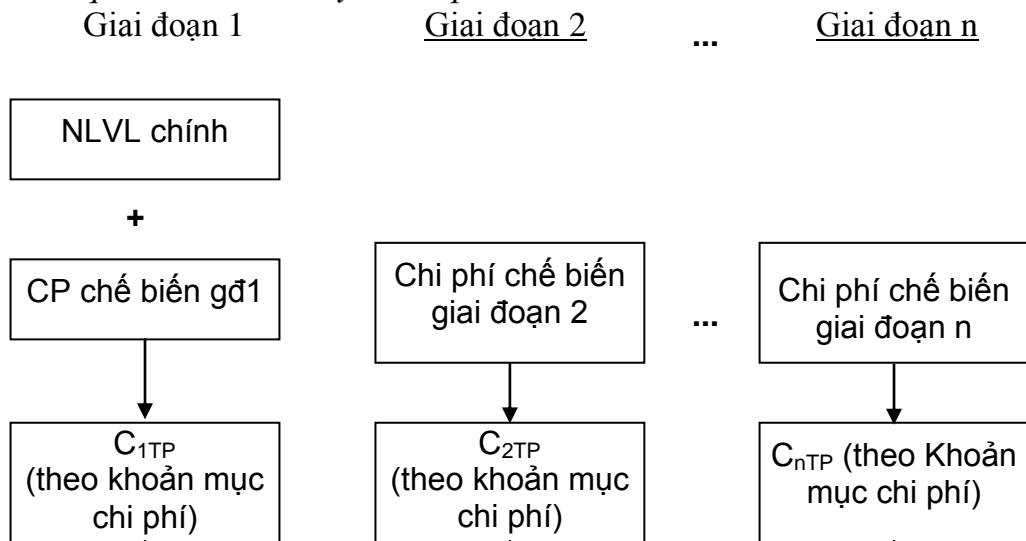 Giai đoạn 1 Giai đoạn 2 ... Giai đoạn n
NLVL chính
+
CP chế biến gđ1
Chi phí chế biến
giai đoạn 2
...
Chi phí chế biến
giai đoạn n
C1TP
(theo khoản mục
chi phí)
C2TP
(theo khoản mục
chi phí)
CnTP (theo Khoản
mục chi phí)